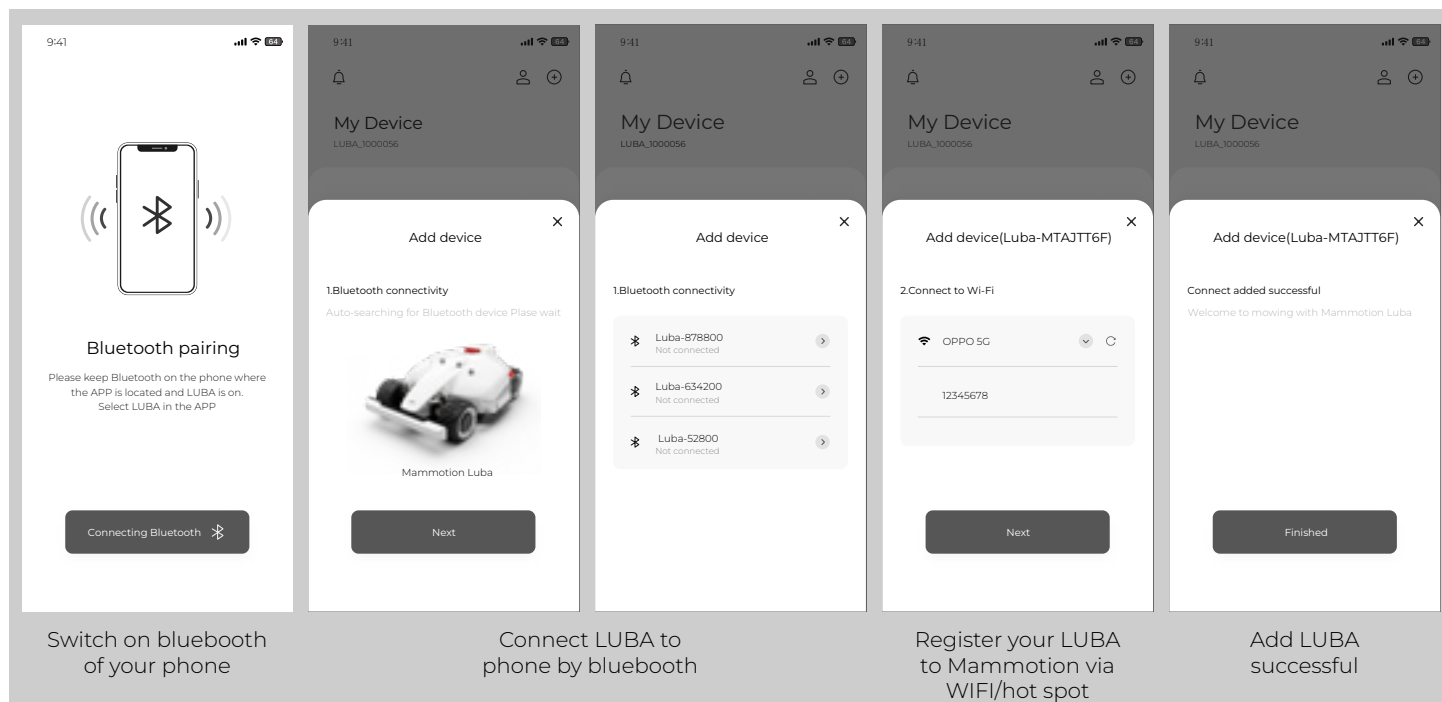 9:41
64
Bluetooth pairing
Please keep Bluetooth on the phone where
the APP is located and LUBA is on.
Select LUBA in the APP
Connecting Bluetooth
Switch on bluebooth
of your phone
9:41
64
My Device
LUBA_1000056
Add device
1.Bluetooth connectivity
Auto-searching for Bluetooth device Plase wait
Mammotion Luba
Next
9:41
64
My Device
LUBA_1000056
Add device
1.Bluetooth connectivity
Luba-878800
Not connected
Luba-634200
Not connected
Luba-52800
Not connected
Connect LUBA to
phone by bluebooth
9:41
64
My Device
LUBA_1000056
Add device(Luba-MTAJTT6F)
2.Connect to Wi-Fi
OPPO 5G
12345678
Next
Register your LUBA
to Mammotion via
WIFI/hot spot
9:41
64
My Device
LUBA_1000056
Add device(Luba-MTAJTT6F)
Connect added successful
Welcome to mowing with Mammotion Luba
Finished
Add LUBA
successful